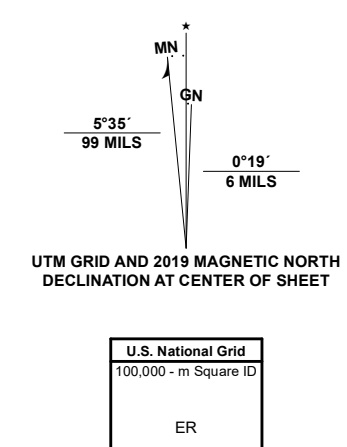 ★
MN
GN
5°35´
99 MILS
0°19´
6 MILS
UTM GRID AND 2019 MAGNETIC NORTH
DECLINATION AT CENTER OF SHEET
U.S. National Grid
100,000 - m Square ID
ER